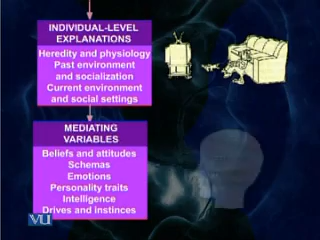 INDIVIDUAL-LEVEL
EXPLANATIONS
Heredity and physiology
Past environment
and socialization
Current environment
and social settings
MEDIATING
VARIABLES
Beliefs and attitudes
Schemas
Emotions
Personality traits
Intelligence
Drives and instinces
VU